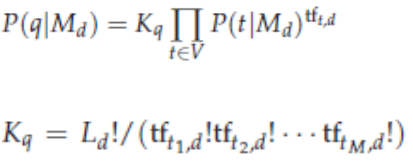 P(q|M_d) = K_q ∏_{t∈V} P(t|M_d)^{tf_{t,d}}
K_q = L_d!/(tf_{t_1,d}!tf_{t_2,d}! ⋯ tf_{t_M,d}!)